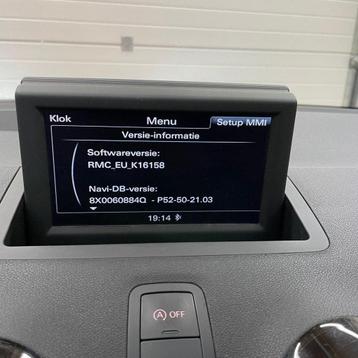 Klok Menu Setup MMI
Versie-informatie
Softwareversie:
RMC_EU_K16158
Navi-DB-versie:
8X0060884Q - P52-50-21.03
19:14
A OFF